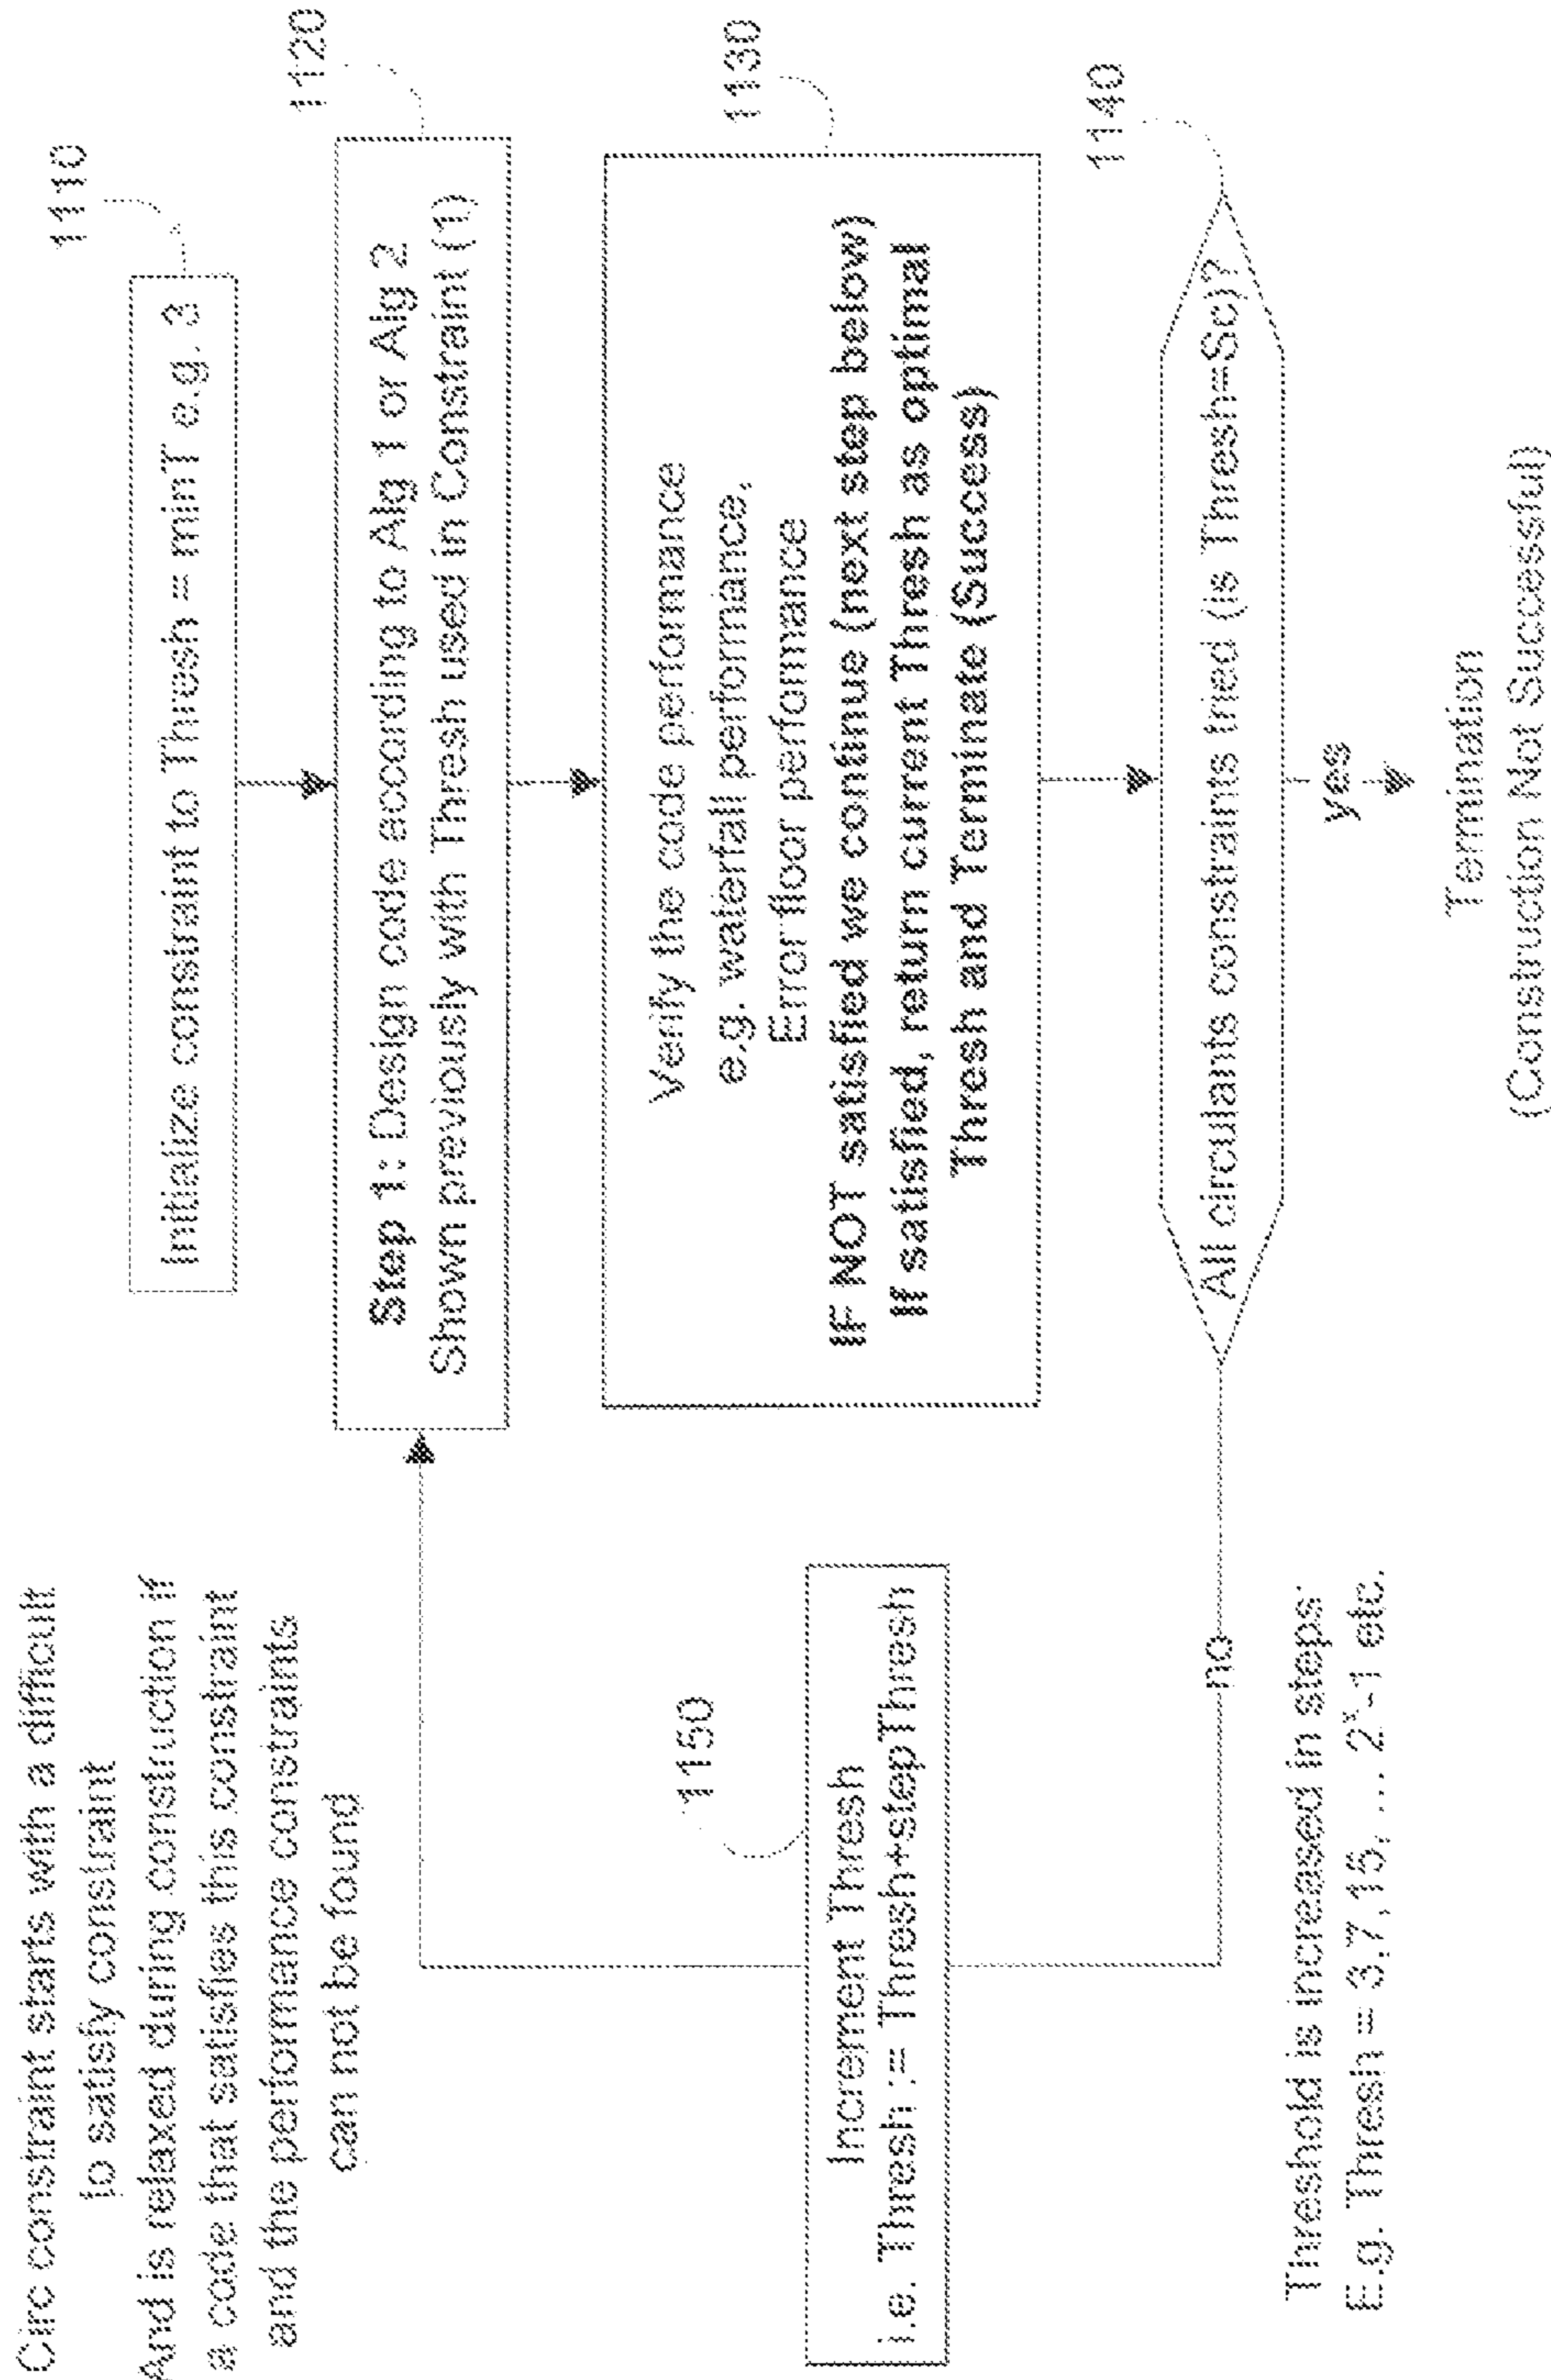 Circ constraint starts with a difficult
to satisfy constraint
And is relaxed during construction if
a code that satisfies this constraint
and the performance constraints
can not be found
1110
Initialize constraint to Thresh = minT e.g. 3
1120
Step 1: Design code according to Alg 1 or Alg 2
Shown previously with Thresh used in Constraint (1)
1130
Verify the code performance
e.g. waterfall performance,
Error floor performance
IF NOT satisfied we continue (next step below)
If satisfied, return current Thresh as optimal
Thresh and Terminate (Success)
1140
All circulants constraints tried (is Thresh=Sc)?
yes
Termination
(Construction Not Successful)
no
1150
Increment Thresh
i.e. Thresh := Thresh+stepThresh
Threshold is increased in steps:
E.g. Thresh = 3,7,15, ... 2ˣ-1 etc.